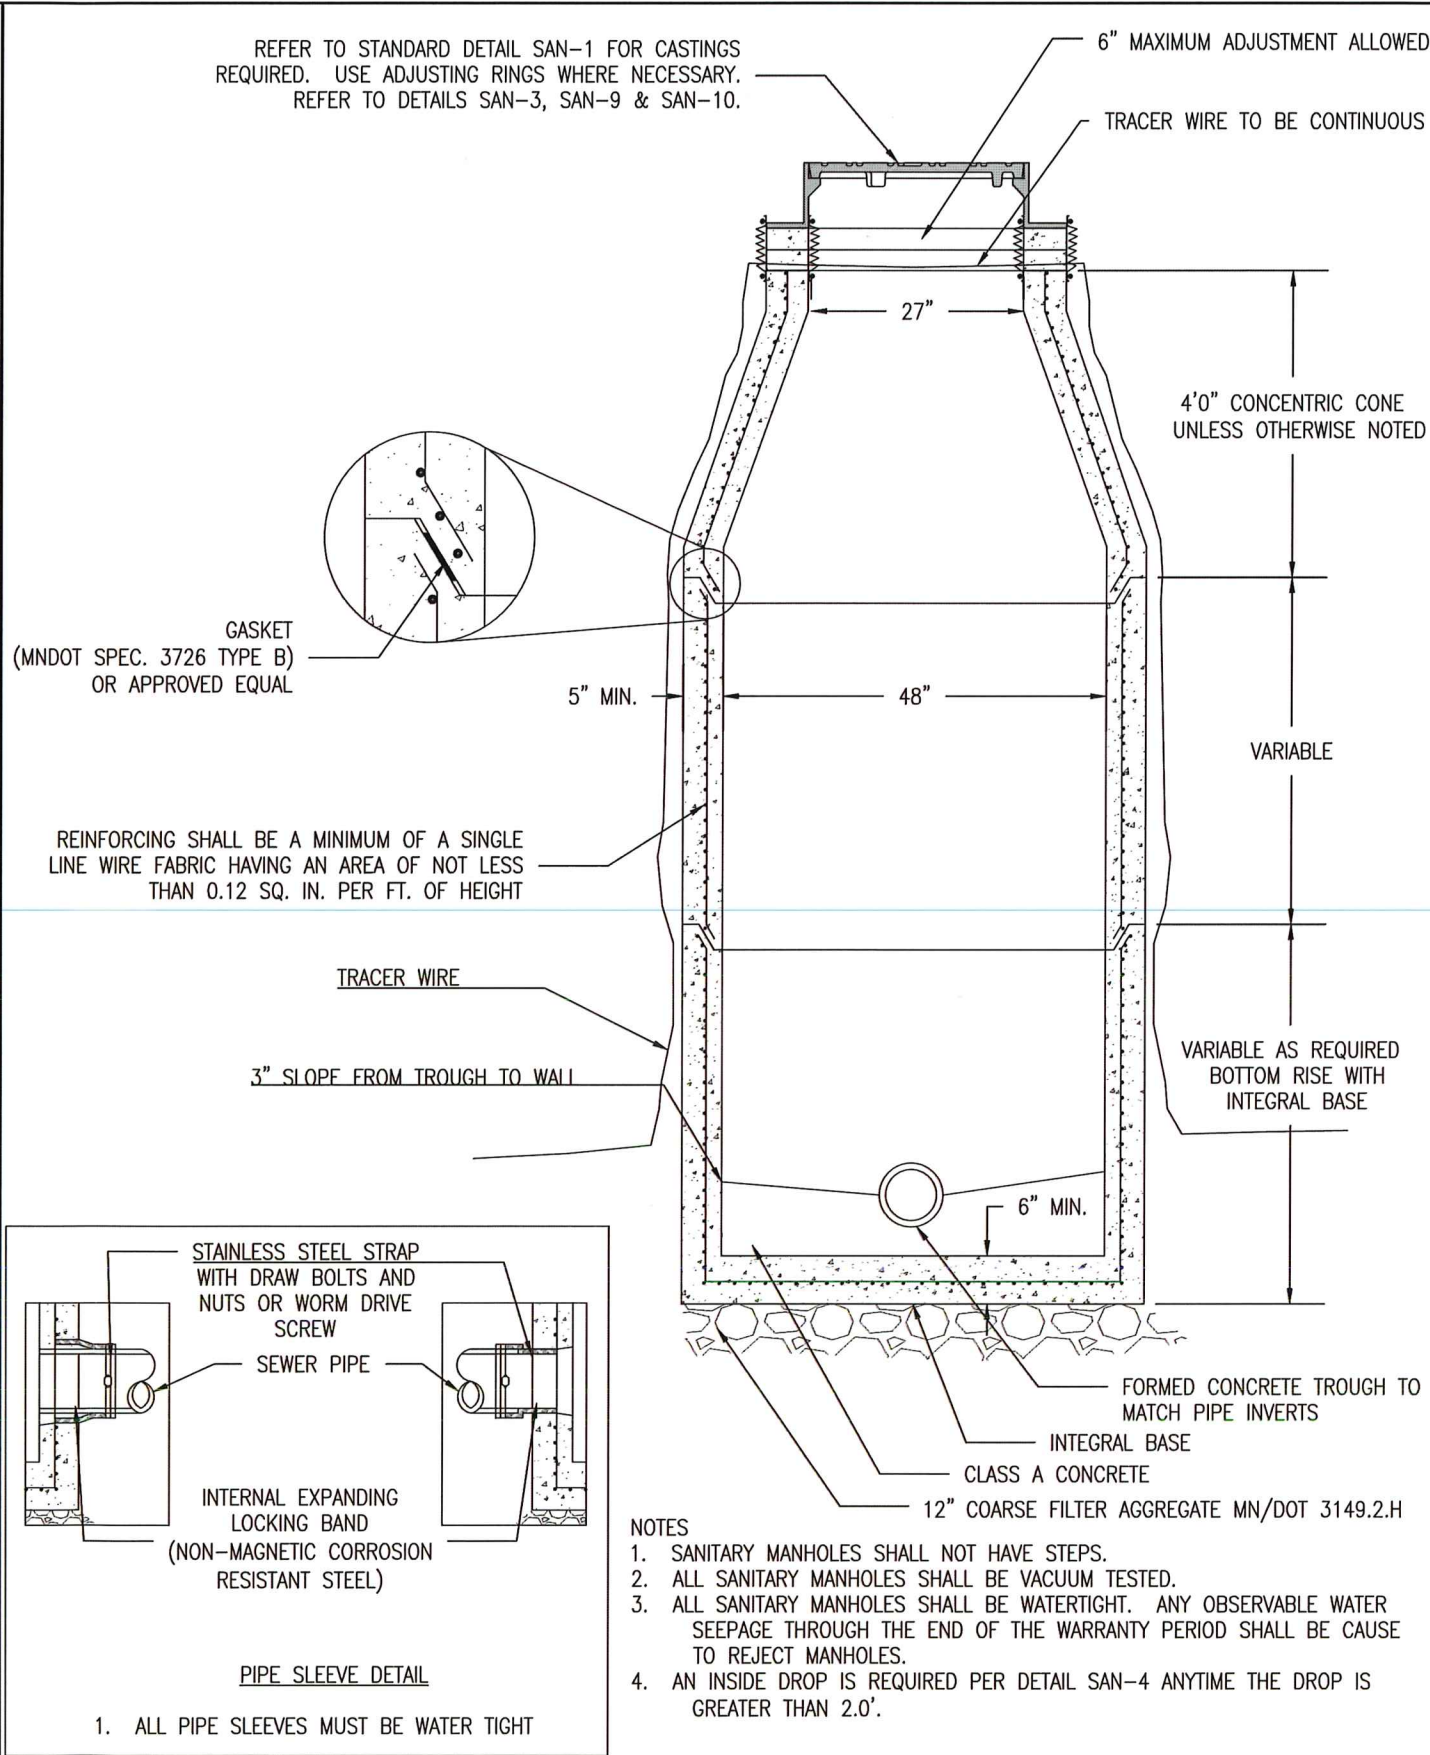 REFER TO STANDARD DETAIL SAN-1 FOR CASTINGS
REQUIRED. USE ADJUSTING RINGS WHERE NECESSARY.
REFER TO DETAILS SAN-3, SAN-9 & SAN-10.
6" MAXIMUM ADJUSTMENT ALLOWED
TRACER WIRE TO BE CONTINUOUS
27"
4'0" CONCENTRIC CONE
UNLESS OTHERWISE NOTED
GASKET
(MNDOT SPEC. 3726 TYPE B)
OR APPROVED EQUAL
5" MIN.
48"
VARIABLE
REINFORCING SHALL BE A MINIMUM OF A SINGLE
LINE WIRE FABRIC HAVING AN AREA OF NOT LESS
THAN 0.12 SQ. IN. PER FT. OF HEIGHT
TRACER WIRE
3" SLOPE FROM TROUGH TO WALL
VARIABLE AS REQUIRED
BOTTOM RISE WITH
INTEGRAL BASE
6" MIN.
FORMED CONCRETE TROUGH TO
MATCH PIPE INVERTS
INTEGRAL BASE
CLASS A CONCRETE
12" COARSE FILTER AGGREGATE MN/DOT 3149.2.H
STAINLESS STEEL STRAP
WITH DRAW BOLTS AND
NUTS OR WORM DRIVE
SCREW
SEWER PIPE
INTERNAL EXPANDING
LOCKING BAND
(NON-MAGNETIC CORROSION
RESISTANT STEEL)
PIPE SLEEVE DETAIL
1. ALL PIPE SLEEVES MUST BE WATER TIGHT
NOTES
1. SANITARY MANHOLES SHALL NOT HAVE STEPS.
2. ALL SANITARY MANHOLES SHALL BE VACUUM TESTED.
3. ALL SANITARY MANHOLES SHALL BE WATERTIGHT. ANY OBSERVABLE WATER
SEEPAGE THROUGH THE END OF THE WARRANTY PERIOD SHALL BE CAUSE
TO REJECT MANHOLES.
4. AN INSIDE DROP IS REQUIRED PER DETAIL SAN-4 ANYTIME THE DROP IS
GREATER THAN 2.0'.